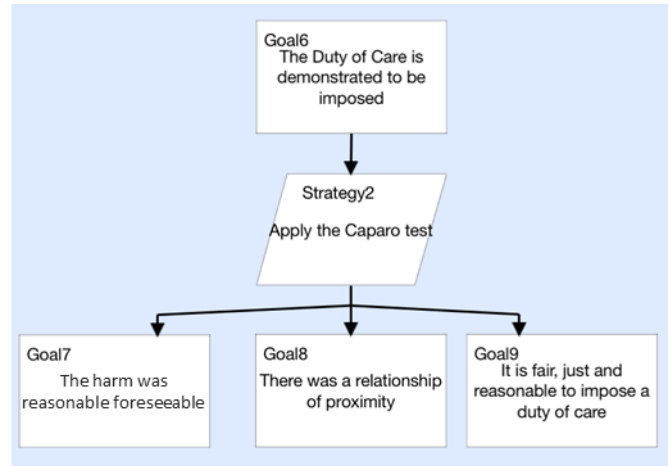 Goal6
The Duty of Care is
demonstrated to be
imposed
Strategy2
Apply the Caparo test
Goal7
The harm was
reasonable foreseeable
Goal8
There was a relationship
of proximity
Goal9
It is fair, just and
reasonable to impose a
duty of care